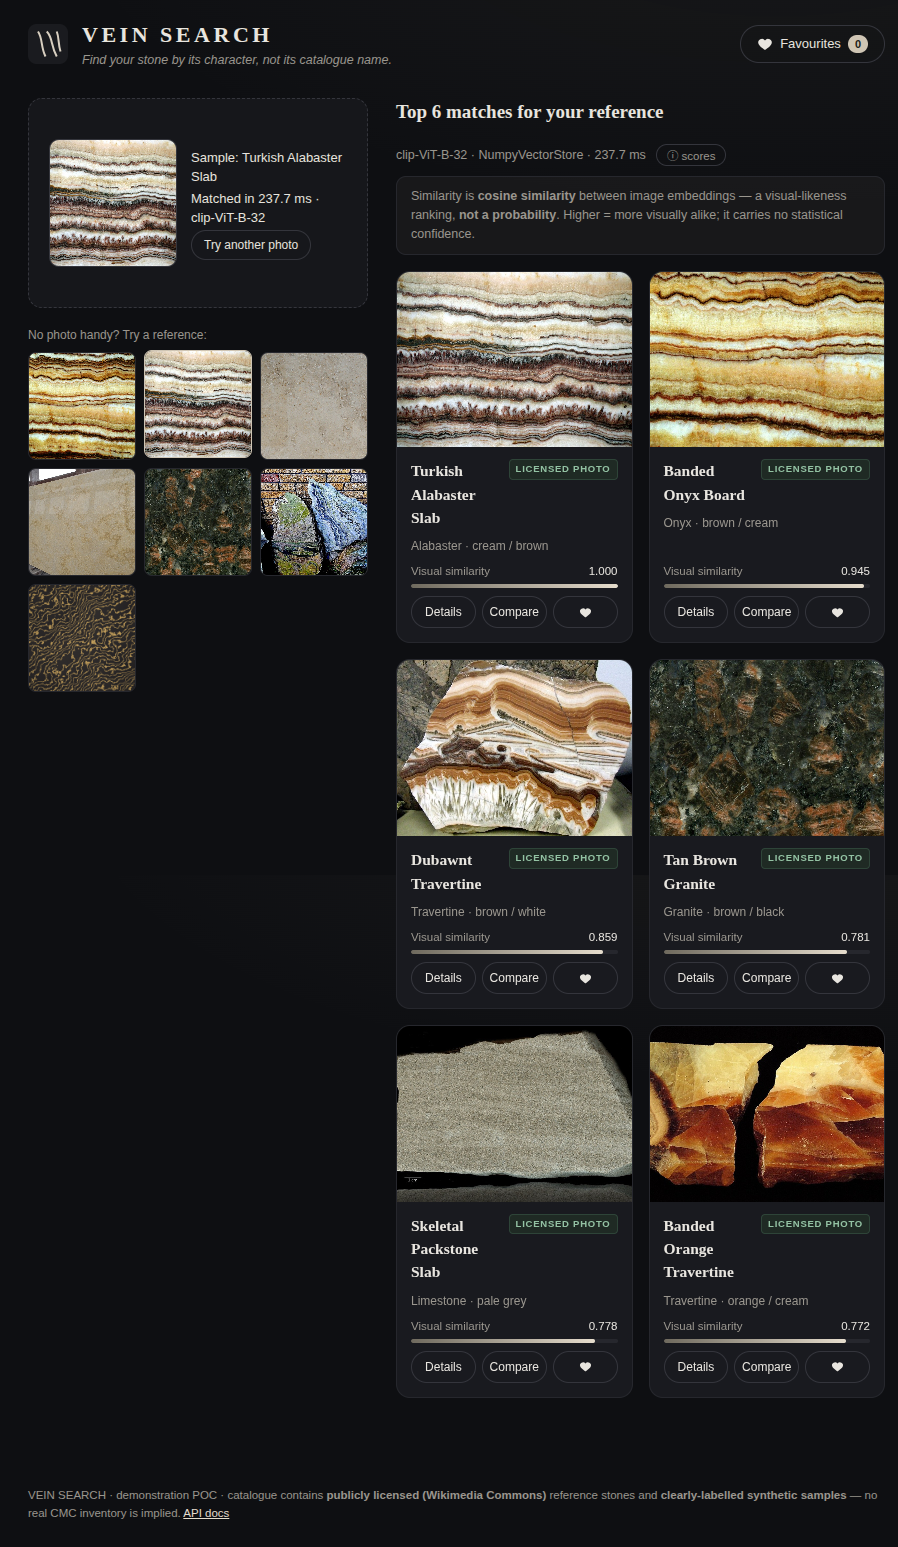 VEIN SEARCH
Find your stone by its character, not its catalogue name.
Favourites 0
Sample: Turkish Alabaster
Slab
Matched in 237.7 ms ·
clip-ViT-B-32
Try another photo
No photo handy? Try a reference:
Top 6 matches for your reference
clip-ViT-B-32 · NumpyVectorStore · 237.7 ms ⓘ scores
Similarity is cosine similarity between image embeddings — a visual-likeness
ranking, not a probability. Higher = more visually alike; it carries no statistical
confidence.
Turkish
Alabaster
Slab
LICENSED PHOTO
Alabaster · cream / brown
Visual similarity 1.000
Details Compare
Banded
Onyx Board
LICENSED PHOTO
Onyx · brown / cream
Visual similarity 0.945
Details Compare
Dubawnt
Travertine
LICENSED PHOTO
Travertine · brown / white
Visual similarity 0.859
Details Compare
Tan Brown
Granite
LICENSED PHOTO
Granite · brown / black
Visual similarity 0.781
Details Compare
Skeletal
Packstone
Slab
LICENSED PHOTO
Limestone · pale grey
Visual similarity 0.778
Details Compare
Banded
Orange
Travertine
LICENSED PHOTO
Travertine · orange / cream
Visual similarity 0.772
Details Compare
VEIN SEARCH · demonstration POC · catalogue contains publicly licensed (Wikimedia Commons) reference stones and clearly-labelled synthetic samples — no
real CMC inventory is implied. API docs